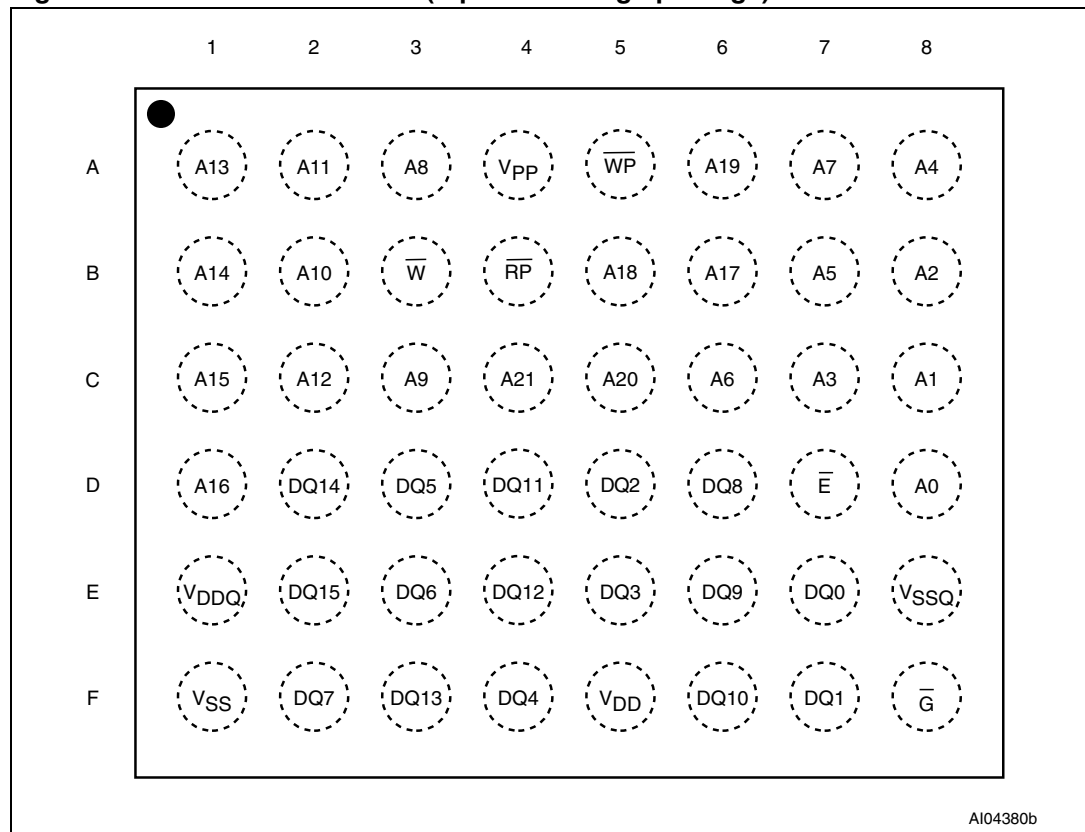 1 2 3 4 5 6 7 8
A A13 A11 A8 VPP W̅P̅ A19 A7 A4
B A14 A10 W̅ R̅P̅ A18 A17 A5 A2
C A15 A12 A9 A21 A20 A6 A3 A1
D A16 DQ14 DQ5 DQ11 DQ2 DQ8 E̅ A0
E VDDQ DQ15 DQ6 DQ12 DQ3 DQ9 DQ0 VSSQ
F VSS DQ7 DQ13 DQ4 VDD DQ10 DQ1 G̅
AI04380b